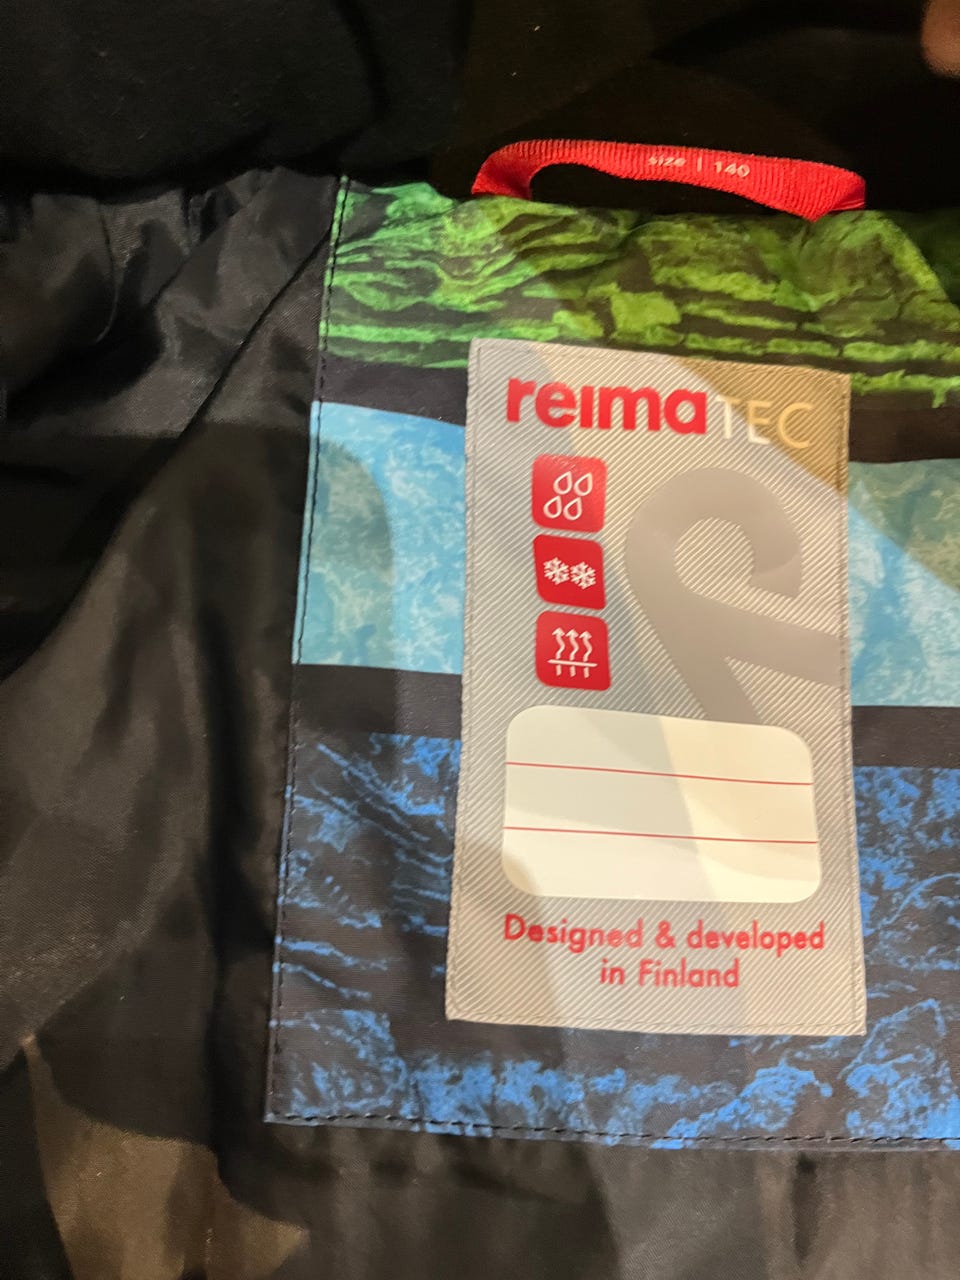 size | 140
reimaTEC
Designed & developed
in Finland